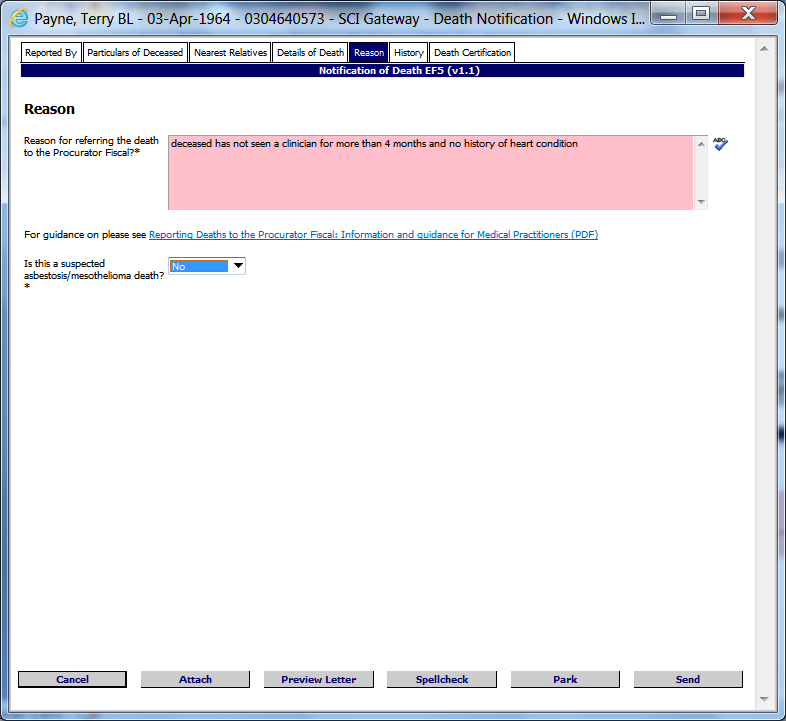 Payne, Terry BL - 03-Apr-1964 - 0304640573 - SCI Gateway - Death Notification - Windows I...
Reported By Particulars of Deceased Nearest Relatives Details of Death Reason History Death Certification
Notification of Death EF5 (v1.1)
Reason
Reason for referring the death
to the Procurator Fiscal?*
deceased has not seen a clinician for more than 4 months and no history of heart condition
ABC
For guidance on please see Reporting Deaths to the Procurator Fiscal: Information and guidance for Medical Practitioners (PDF)
Is this a suspected
asbestosis/mesothelioma death?
*
No
Cancel Attach Preview Letter Spellcheck Park Send